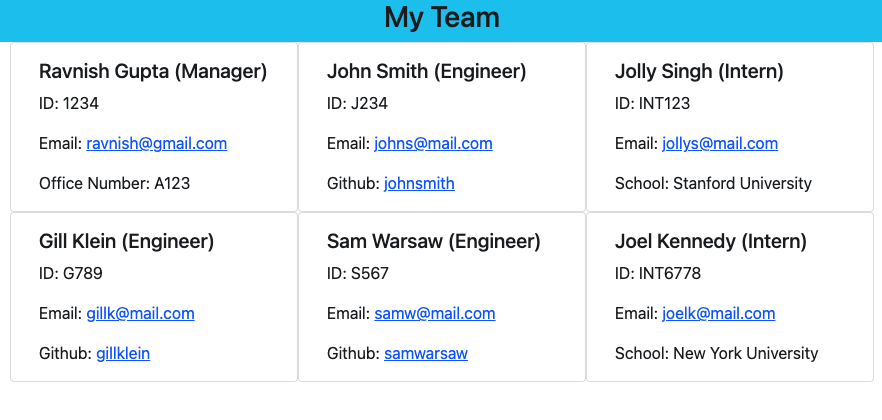 My Team
Ravnish Gupta (Manager)
ID: 1234
Email: ravnish@gmail.com
Office Number: A123
John Smith (Engineer)
ID: J234
Email: johns@mail.com
Github: johnsmith
Jolly Singh (Intern)
ID: INT123
Email: jollys@mail.com
School: Stanford University
Gill Klein (Engineer)
ID: G789
Email: gillk@mail.com
Github: gillklein
Sam Warsaw (Engineer)
ID: S567
Email: samw@mail.com
Github: samwarsaw
Joel Kennedy (Intern)
ID: INT6778
Email: joelk@mail.com
School: New York University